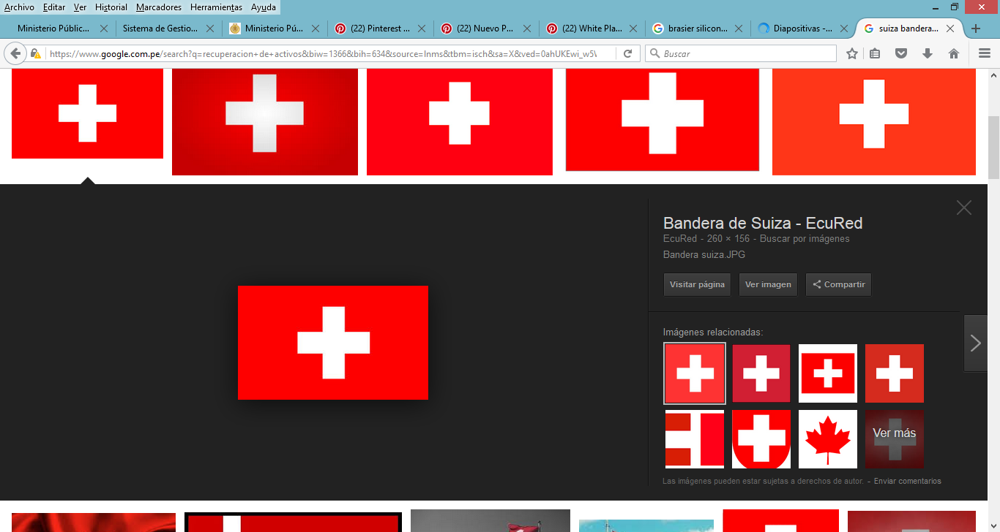 Archivo Editar Ver Historial Marcadores Herramientas Ayuda
Ministerio Públic... Sistema de Gestio... Ministerio Pú... (22) Pinterest ... (22) Nuevo P... (22) White Pla... brasier silicon... Diapositivas -... suiza bandera...
https://www.google.com.pe/search?q=recuperacion+de+activos&biw=1366&bih=634&source=lnms&tbm=isch&sa=X&ved=0ahUKEwi_w5V Buscar
Bandera de Suiza - EcuRed
EcuRed - 260 × 156 - Buscar por imágenes
Bandera suiza.JPG
Visitar página Ver imagen Compartir
Imágenes relacionadas:
Ver más
Las imágenes pueden estar sujetas a derechos de autor. - Enviar comentarios